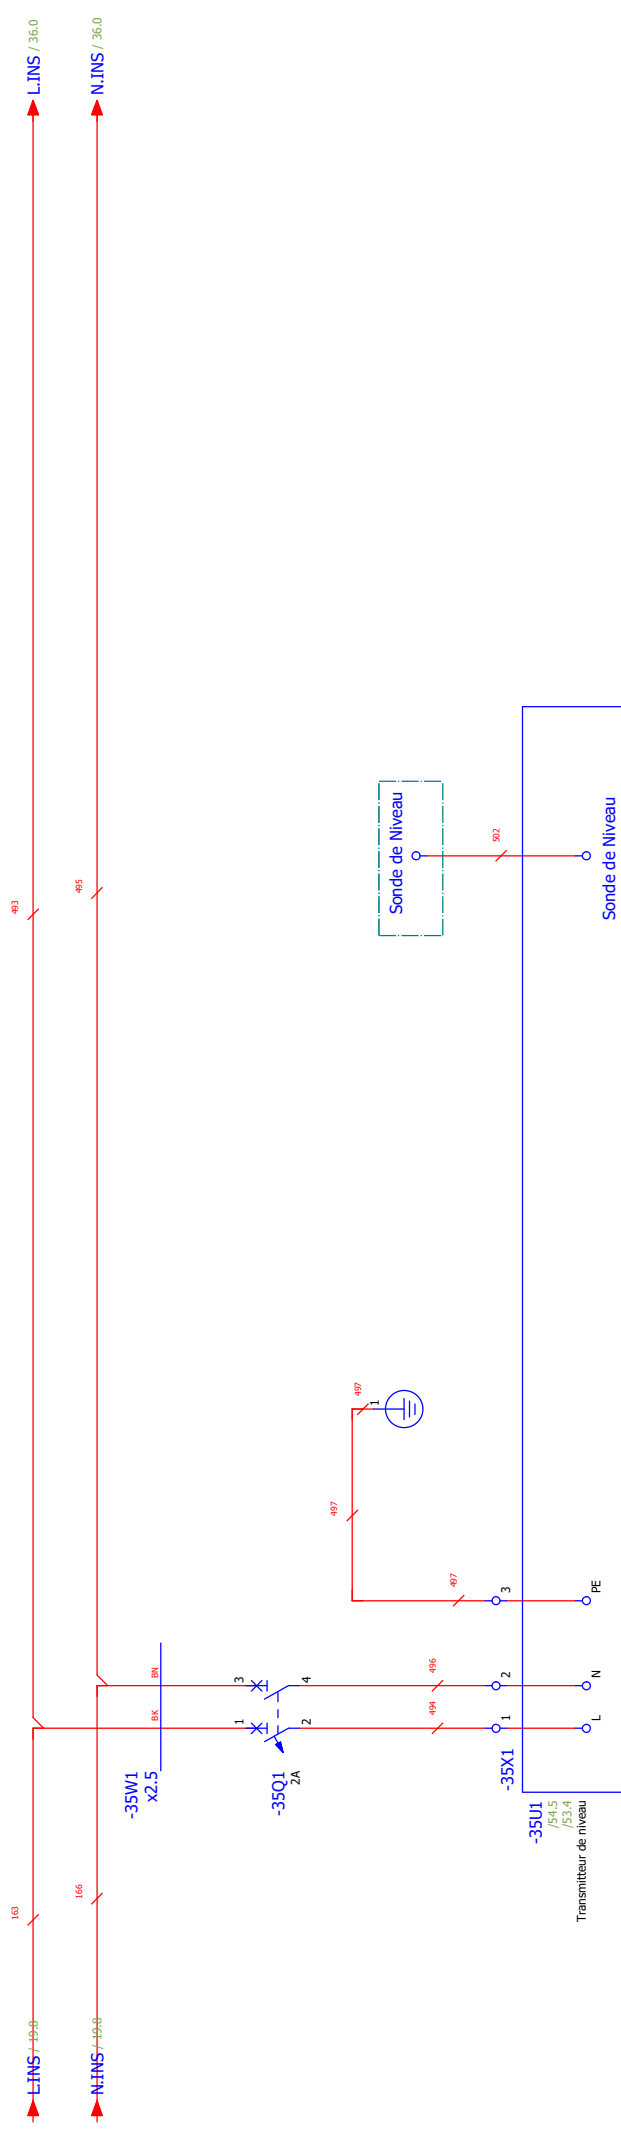 L.INS / 19.8
N.INS / 19.8
163
166
-35W1
x2.5
BK
BN
-35Q1
2A
1
2
3
4
494
496
497
497
497
1
-35X1
1
2
3
-35U1
/54.5
/53.4
Transmitteur de niveau
L
N
PE
493
495
Sonde de Niveau
502
Sonde de Niveau
L.INS / 36.0
N.INS / 36.0